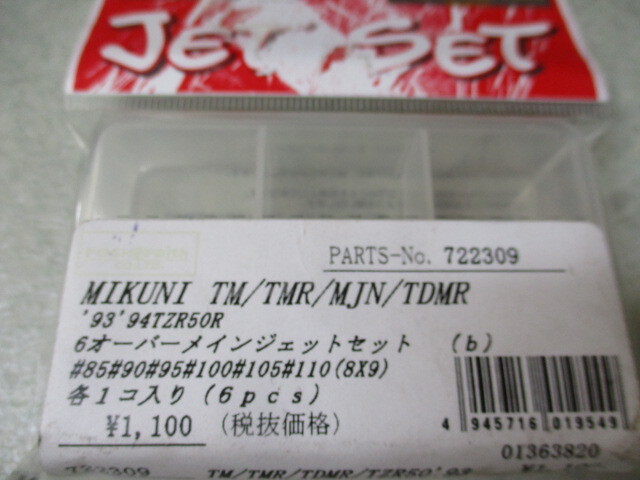 JET SET
PARTS-No. 722309
MIKUNI TM/TMR/MJN/TDMR
'93'94TZR50R
6オーバーメインジェットセット (b)
#85#90#95#100#105#110(8X9)
各1コ入り(6pcs)
¥1,100 (税抜価格)
4 945716 019549
01363820
722309 TM/TMR/TDMR/TZR50'93